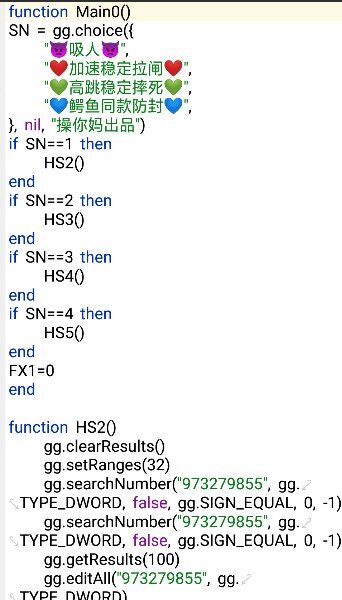 function Main0()
SN = gg.choice({
"😈吸人😈",
"❤️加速稳定拉闸❤️",
"💚高跳稳定摔死💚",
"💙鳄鱼同款防封💙",
}, nil, "操你妈出品")
if SN==1 then
HS2()
end
if SN==2 then
HS3()
end
if SN==3 then
HS4()
end
if SN==4 then
HS5()
end
FX1=0
end
function HS2()
gg.clearResults()
gg.setRanges(32)
gg.searchNumber("973279855", gg.
TYPE_DWORD, false, gg.SIGN_EQUAL, 0, -1)
gg.searchNumber("973279855", gg.
TYPE_DWORD, false, gg.SIGN_EQUAL, 0, -1)
gg.getResults(100)
gg.editAll("973279855", gg.
TYPE_DWORD)